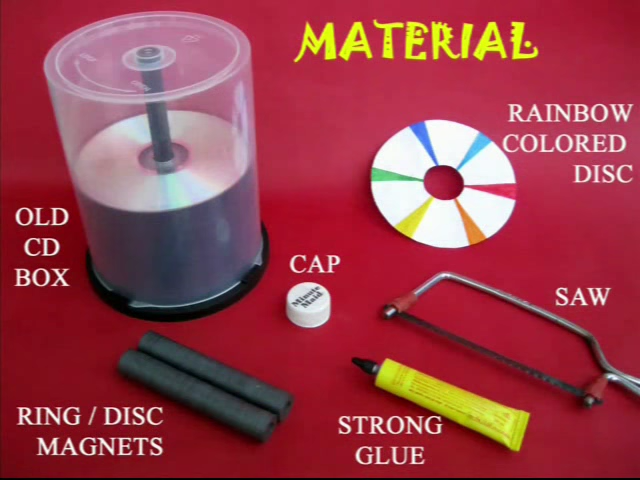 MATERIAL
RAINBOW
COLORED
DISC
OLD
CD
BOX
CAP
Minute
Maid
SAW
RING / DISC
MAGNETS
STRONG
GLUE